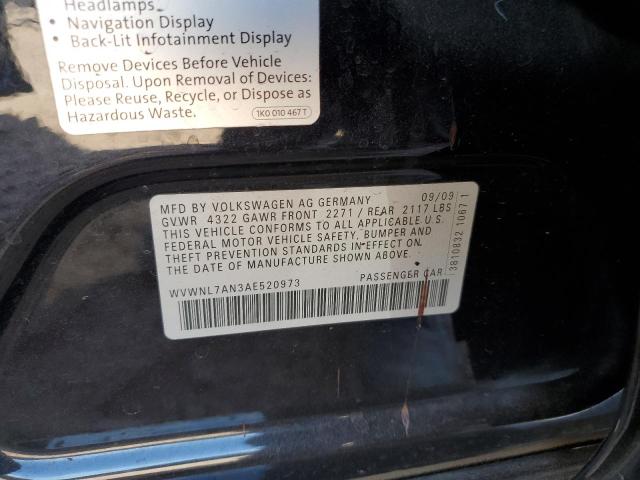 Headlamps
• Navigation Display
• Back-Lit Infotainment Display
Remove Devices Before Vehicle
Disposal. Upon Removal of Devices:
Please Reuse, Recycle, or Dispose as
Hazardous Waste.
1K0 010 467 T
MFD BY VOLKSWAGEN AG GERMANY 09/09
GVWR 4322 GAWR FRONT 2271 / REAR 2117 LBS
THIS VEHICLE CONFORMS TO ALL APPLICABLE U.S.
FEDERAL MOTOR VEHICLE SAFETY, BUMPER AND
THEFT PREVENTION STANDARDS IN EFFECT ON
THE DATE OF MANUFACTURE SHOWN ABOVE.
WVWNL7AN3AE520973 PASSENGER CAR
3810832 1067 1